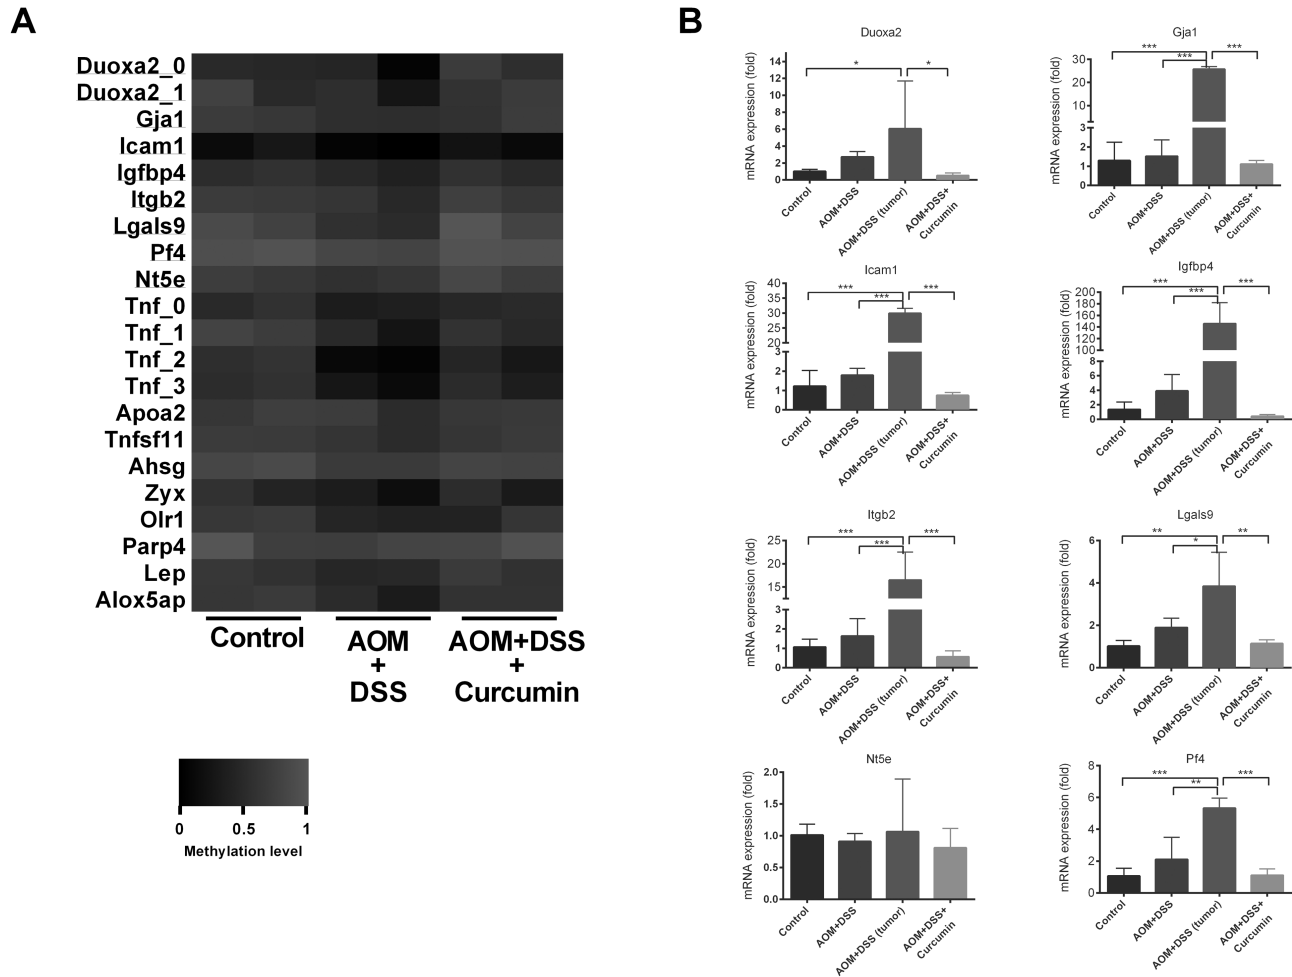 A
Duoxa2_0
Duoxa2_1
Gja1
Icam1
Igfbp4
Itgb2
Lgals9
Pf4
Nt5e
Tnf_0
Tnf_1
Tnf_2
Tnf_3
Apoa2
Tnfsf11
Ahsg
Zyx
Olr1
Parp4
Lep
Alox5ap
Control
AOM
+
DSS
AOM+DSS
+
Curcumin
0 0.5 1
Methylation level
B
Duoxa2
mRNA expression (fold)
14
12
10
8
6
4
2
0
* *
Control
AOM+DSS
AOM+DSS (tumor)
AOM+DSS+
Curcumin
Gja1
mRNA expression (fold)
30
20
10
3
2
1
0
*** *** ***
Control
AOM+DSS
AOM+DSS (tumor)
AOM+DSS+
Curcumin
Icam1
mRNA expression (fold)
40
35
30
25
20
3
2
1
0
*** *** ***
Control
AOM+DSS
AOM+DSS (tumor)
AOM+DSS+
Curcumin
Igfbp4
mRNA expression (fold)
200
180
160
140
120
100
8
6
4
2
0
*** *** ***
Control
AOM+DSS
AOM+DSS (tumor)
AOM+DSS+
Curcumin
Itgb2
mRNA expression (fold)
25
20
15
10
3
2
1
0
*** *** ***
Control
AOM+DSS
AOM+DSS (tumor)
AOM+DSS+
Curcumin
Lgals9
mRNA expression (fold)
6
4
2
0
** * **
Control
AOM+DSS
AOM+DSS (tumor)
AOM+DSS+
Curcumin
Nt5e
mRNA expression (fold)
2.0
1.5
1.0
0.5
0.0
Control
AOM+DSS
AOM+DSS (tumor)
AOM+DSS+
Curcumin
Pf4
mRNA expression (fold)
8
6
4
2
0
*** ** ***
Control
AOM+DSS
AOM+DSS (tumor)
AOM+DSS+
Curcumin